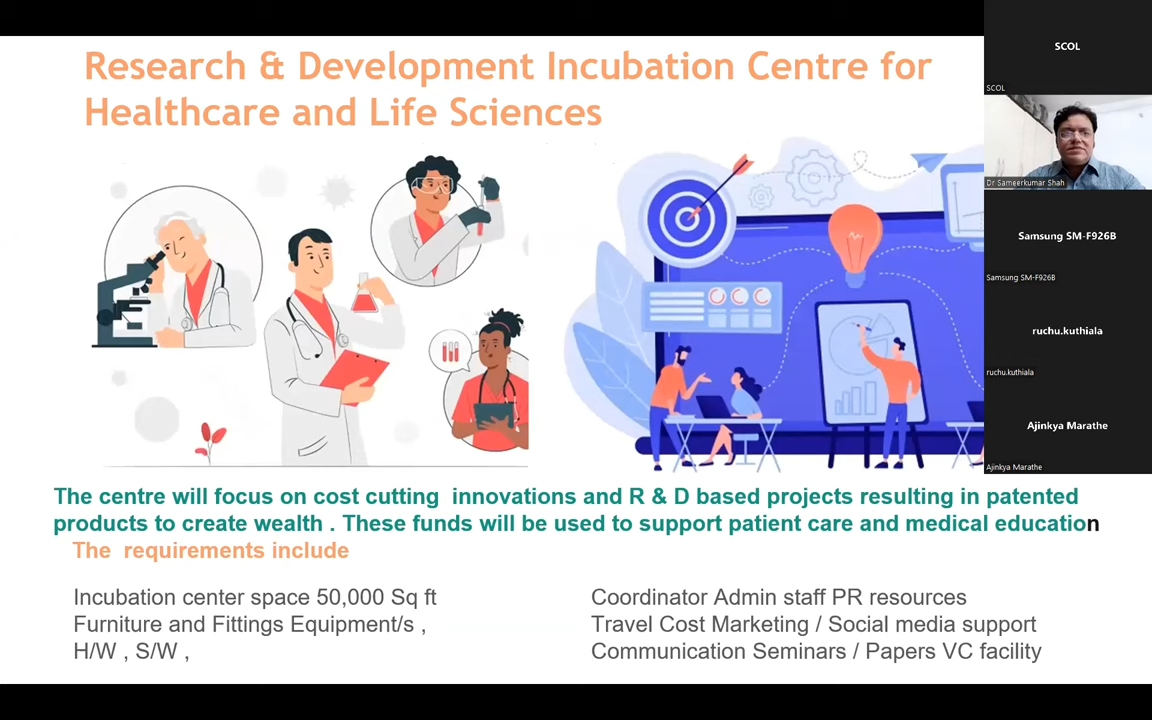 Research & Development Incubation Centre for
Healthcare and Life Sciences
The centre will focus on cost cutting innovations and R & D based projects resulting in patented
products to create wealth . These funds will be used to support patient care and medical education
The requirements include
Incubation center space 50,000 Sq ft
Furniture and Fittings Equipment/s ,
H/W , S/W ,
Coordinator Admin staff PR resources
Travel Cost Marketing / Social media support
Communication Seminars / Papers VC facility
SCOL
SCOL
Dr Sameerkumar Shah
Samsung SM-F926B
Samsung SM-F926B
ruchu.kuthiala
ruchu.kuthiala
Ajinkya Marathe
Ajinkya Marathe